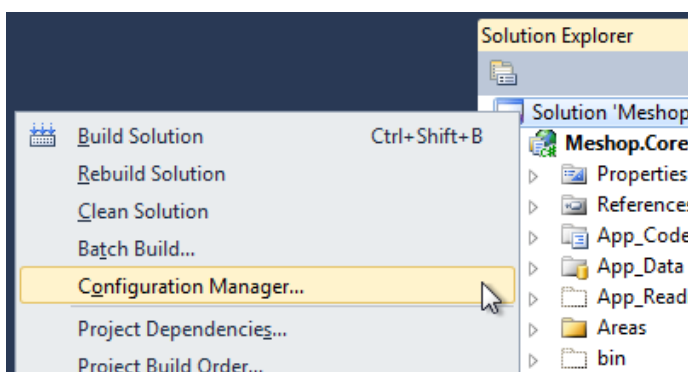 Solution Explorer
Solution 'Meshop
Build Solution Ctrl+Shift+B
Meshop.Core
Rebuild Solution
Properties
Clean Solution
References
Batch Build...
App_Code
Configuration Manager...
App_Data
App_Read
Project Dependencies...
Areas
Project Build Order...
bin